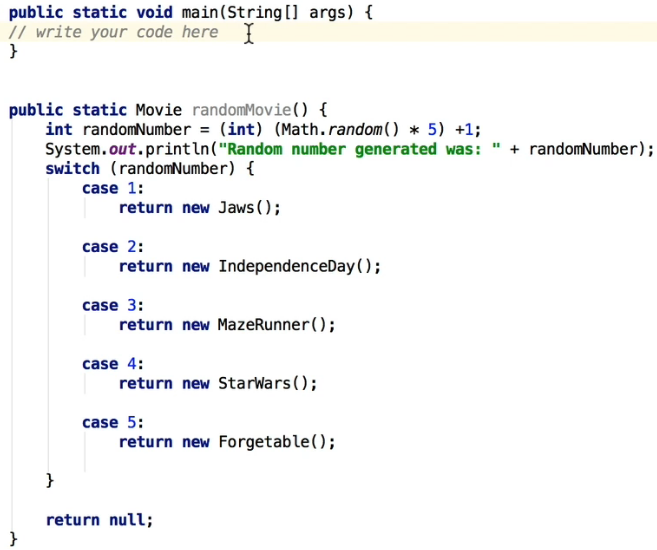 public static void main(String[] args) {
// write your code here
}
public static Movie randomMovie() {
int randomNumber = (int) (Math.random() * 5) +1;
System.out.println("Random number generated was: " + randomNumber);
switch (randomNumber) {
case 1:
return new Jaws();
case 2:
return new IndependenceDay();
case 3:
return new MazeRunner();
case 4:
return new StarWars();
case 5:
return new Forgetable();
}
return null;
}